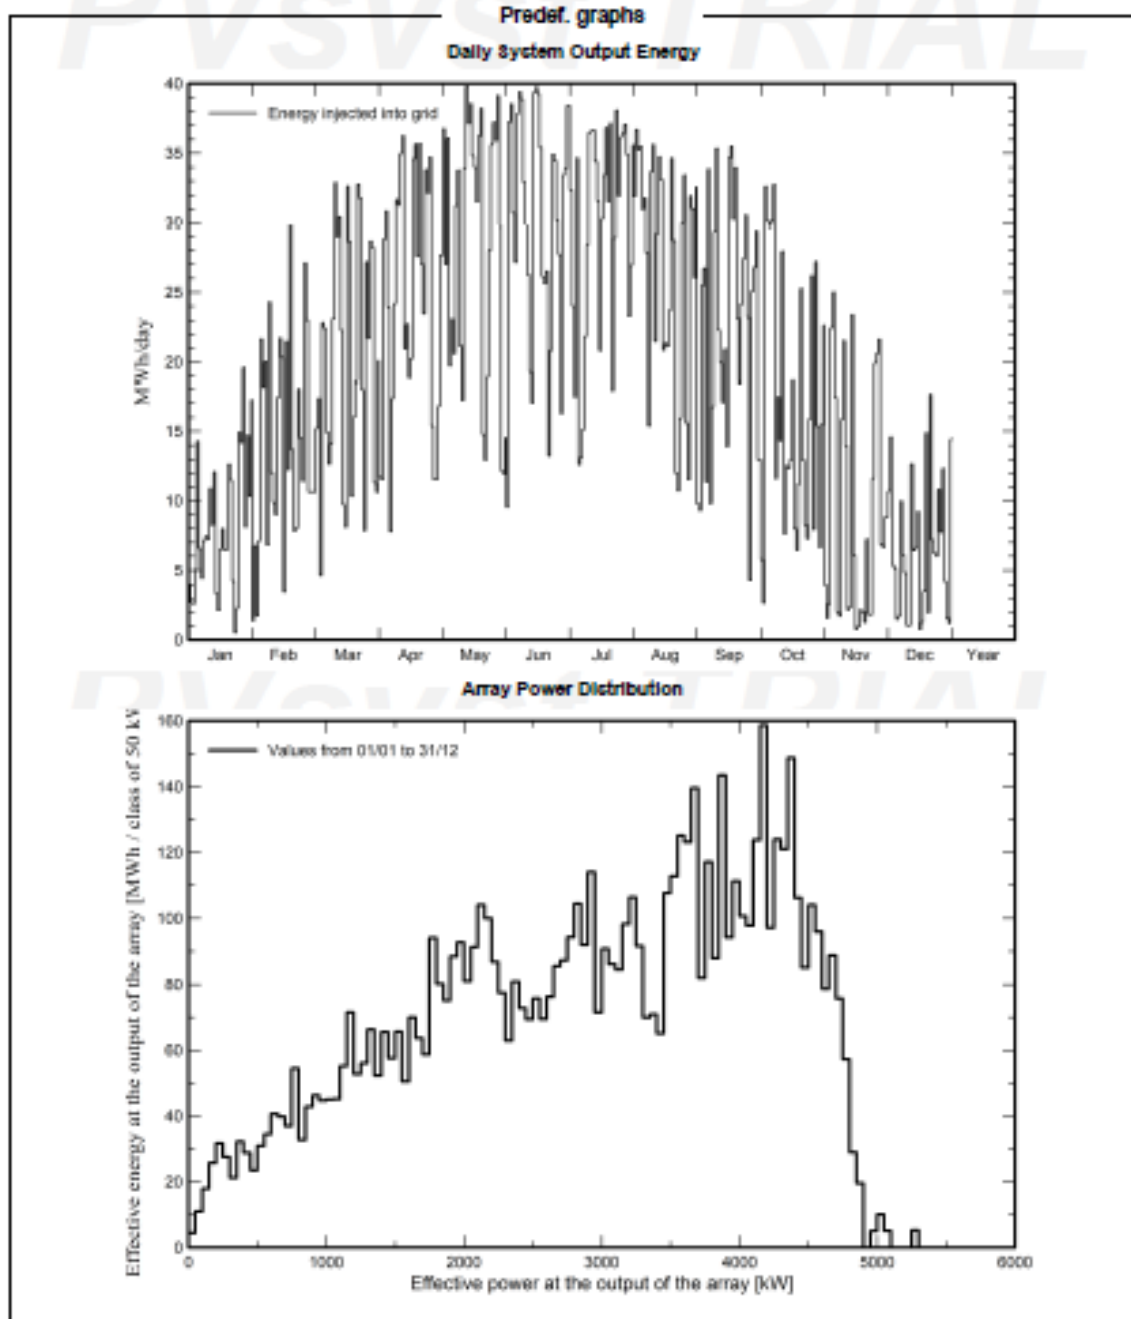 PVsyst TRIAL
Predef. graphs
Daily System Output Energy
40
35
30
25
20
15
10
5
0
MWh/day
Energy injected into grid
Jan Feb Mar Apr May Jun Jul Aug Sep Oct Nov Dec Year
PVsyst TRIAL
Array Power Distribution
160
140
120
100
80
60
40
20
0
Effective energy at the output of the array [MWh / class of 50 kW
Values from 01/01 to 31/12
0 1000 2000 3000 4000 5000 6000
Effective power at the output of the array [kW]